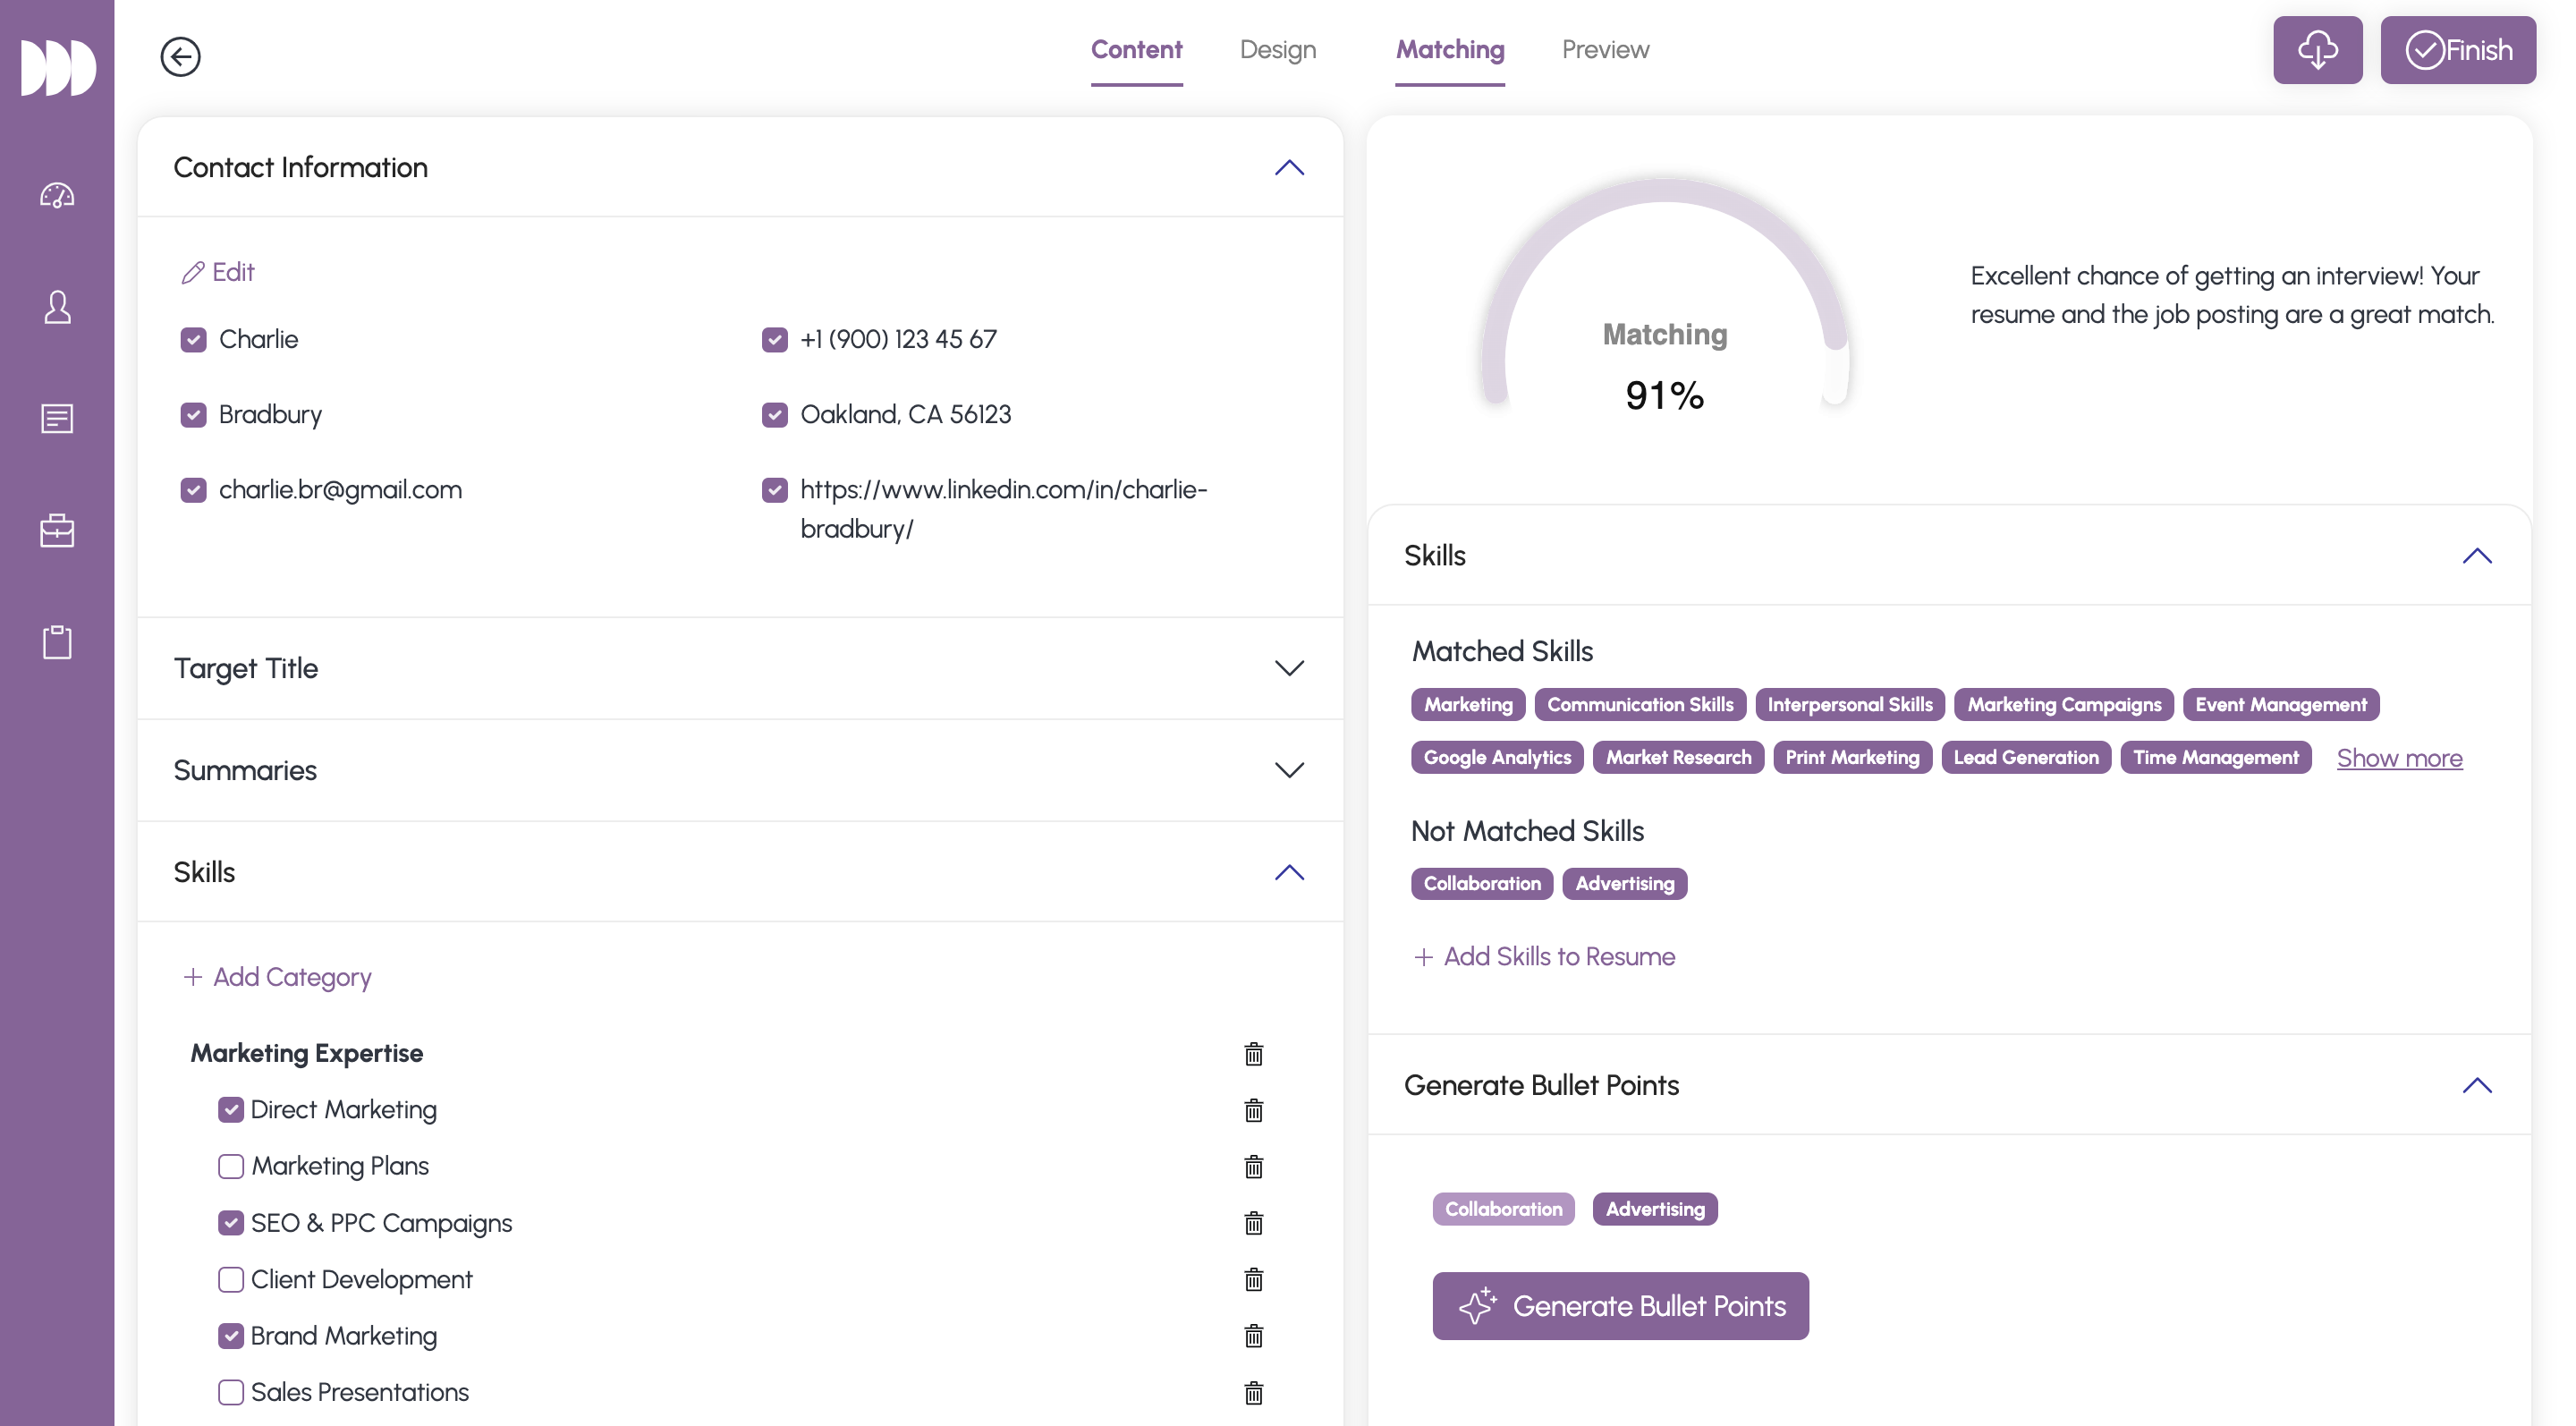 Content
Design
Matching
Preview
Finish
Contact Information
Edit
Charlie
+1 (900) 123 45 67
Bradbury
Oakland, CA 56123
charlie.br@gmail.com
https://www.linkedin.com/in/charlie-
bradbury/
Target Title
Summaries
Skills
Add Category
Marketing Expertise
Direct Marketing
Marketing Plans
SEO & PPC Campaigns
Client Development
Brand Marketing
Sales Presentations
Matching
91%
Excellent chance of getting an interview! Your
resume and the job posting are a great match.
Skills
Matched Skills
Marketing Communication Skills Interpersonal Skills Marketing Campaigns Event Management
Google Analytics Market Research Print Marketing Lead Generation Time Management Show more
Not Matched Skills
Collaboration Advertising
Add Skills to Resume
Generate Bullet Points
Collaboration Advertising
Generate Bullet Points